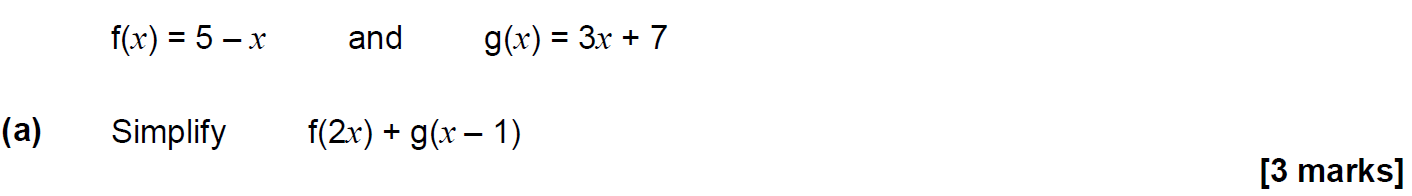 f(x) = 5 – x and g(x) = 3x + 7
(a) Simplify f(2x) + g(x – 1)
[3 marks]